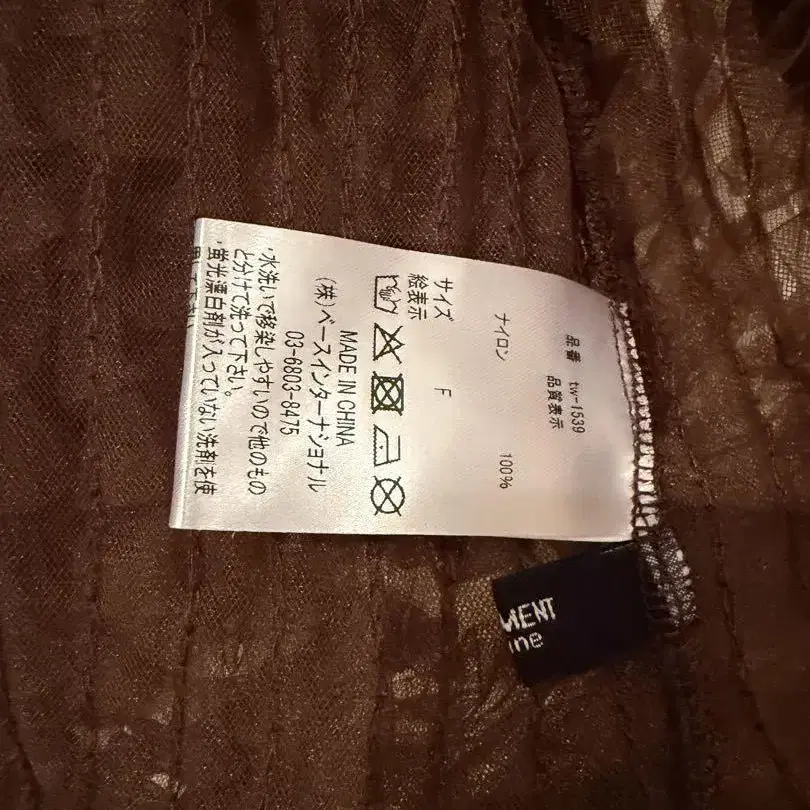 品番 tw-1539
品質表示
ナイロン 100%
サイズ F
絵表示
MADE IN CHINA
(株)ベースインターナショナル
03-6803-8475
・水洗いで移染しやすいので他のもの
と分けて洗って下さい。
・蛍光漂白剤が入っていない洗剤を使
MENT
ine